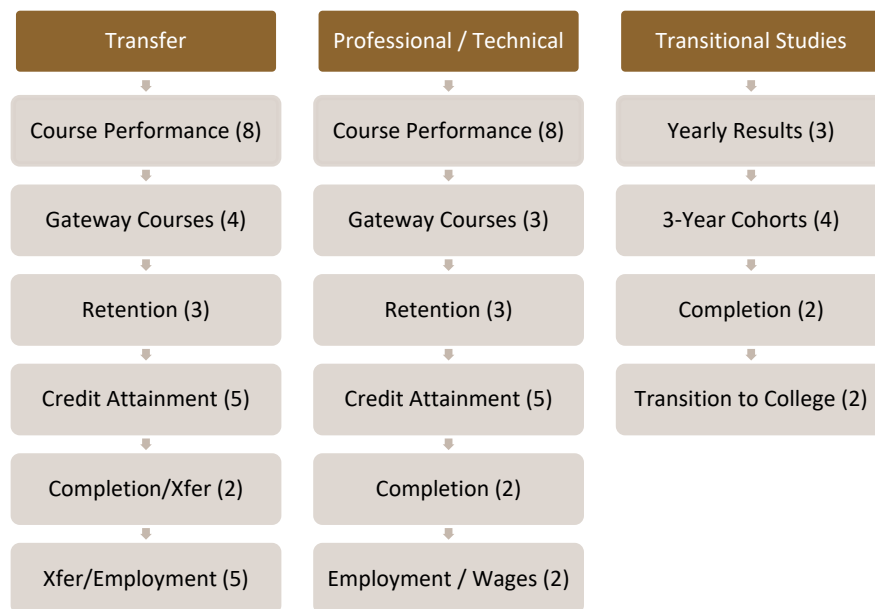 Transfer
Course Performance (8)
Gateway Courses (4)
Retention (3)
Credit Attainment (5)
Completion/Xfer (2)
Xfer/Employment (5)
Professional / Technical
Course Performance (8)
Gateway Courses (3)
Retention (3)
Credit Attainment (5)
Completion (2)
Employment / Wages (2)
Transitional Studies
Yearly Results (3)
3-Year Cohorts (4)
Completion (2)
Transition to College (2)